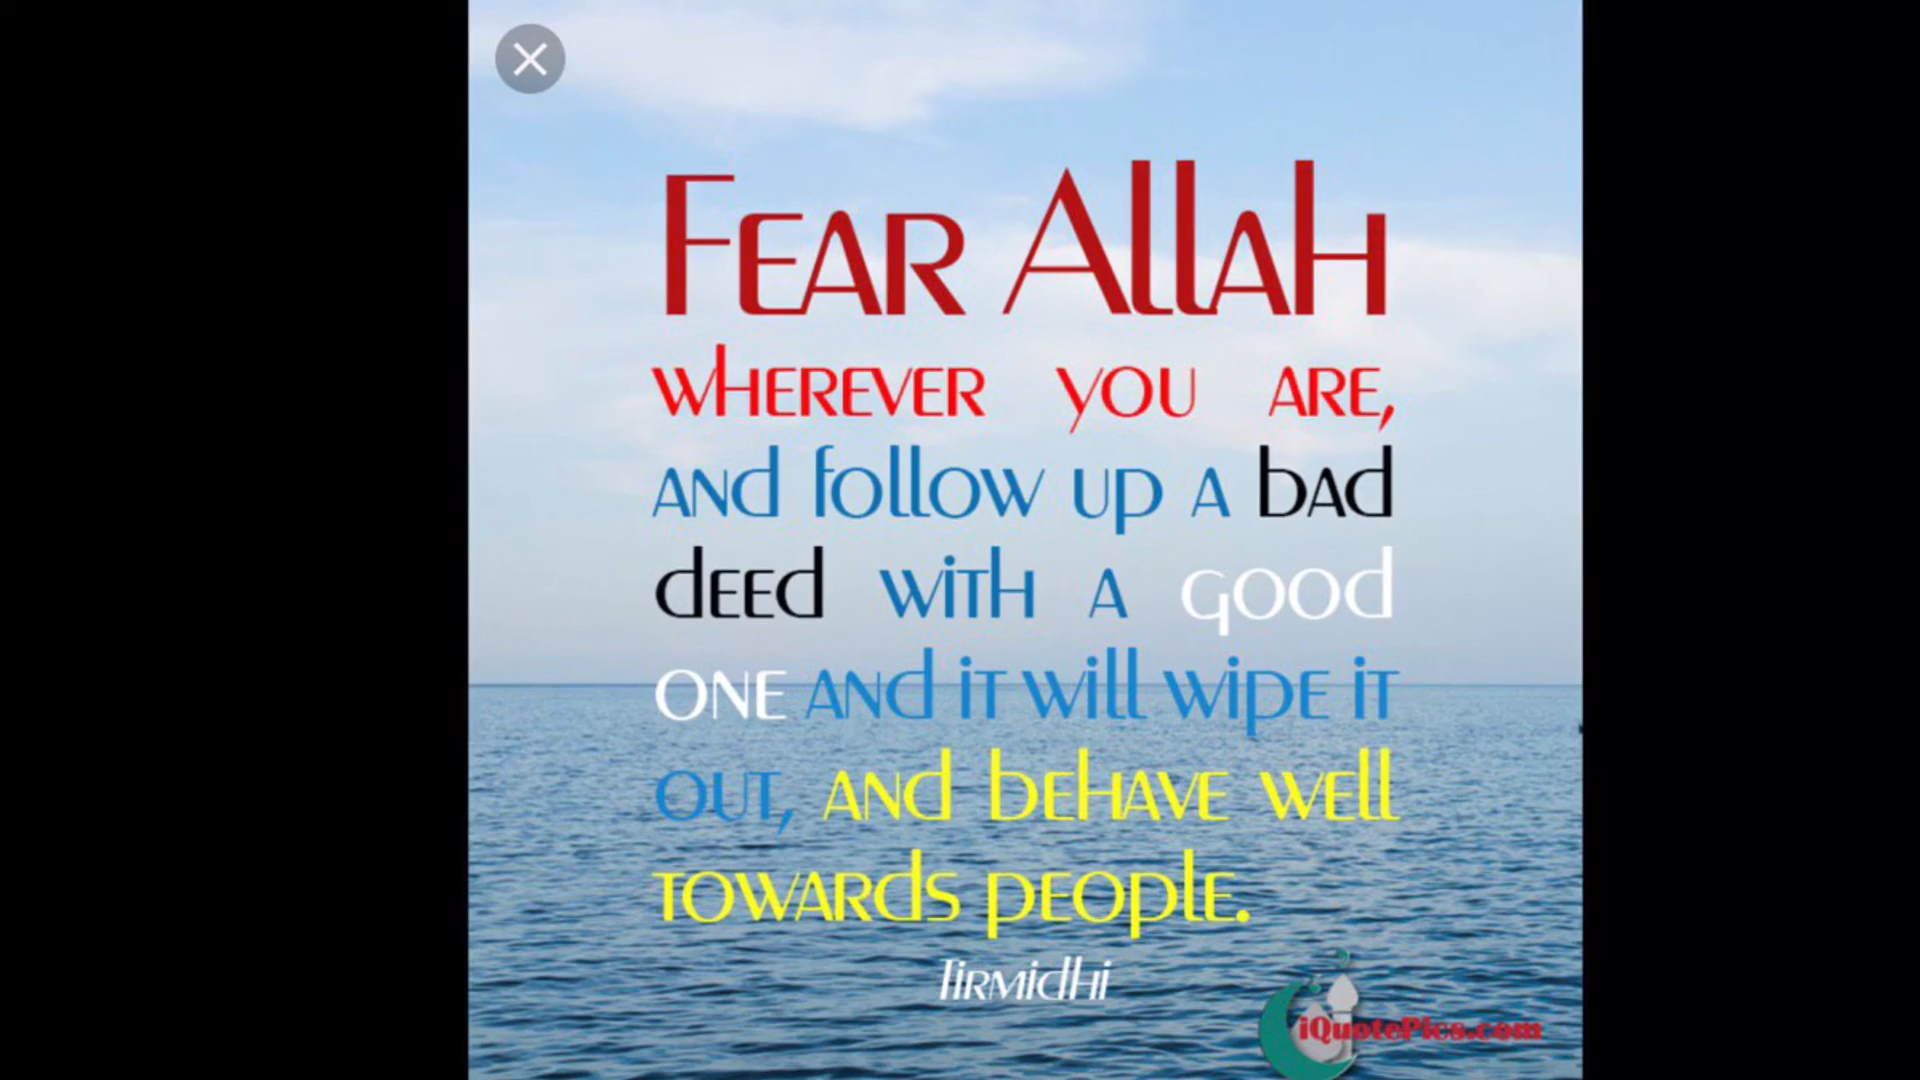 Fear Allah
wherever you are,
and follow up a bad
deed with a good
one and it will wipe it
out, and behave well
towards people.
Tirmidhi
iQuotePics.com